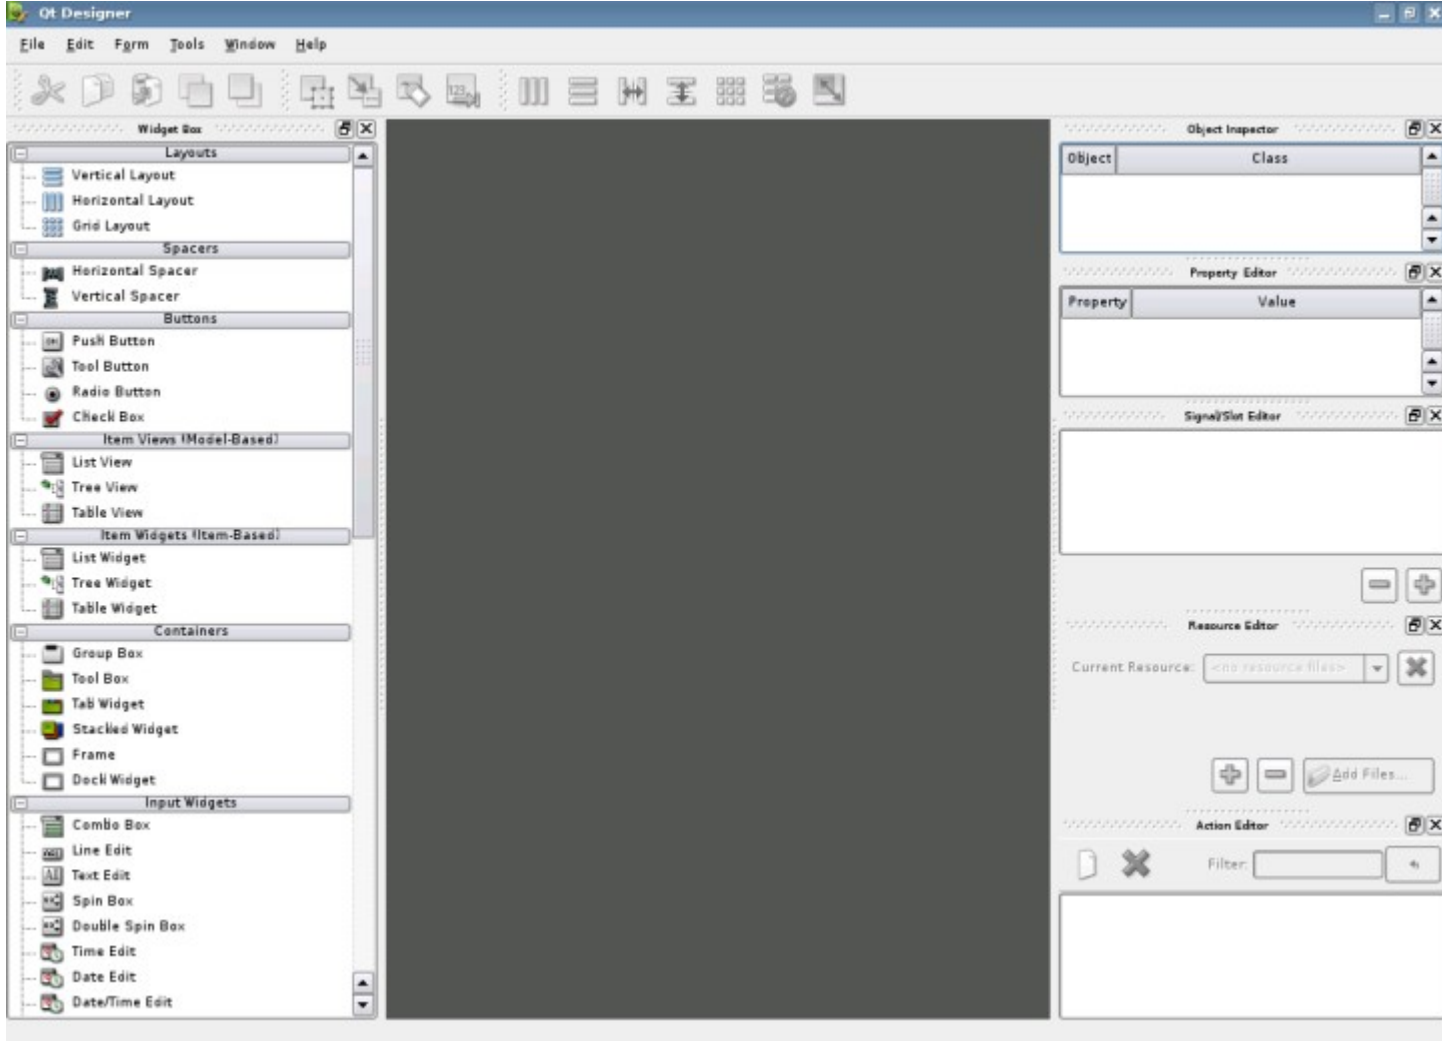 Qt Designer
File Edit Form Tools Window Help
Widget Box
Layouts
Vertical Layout
Horizontal Layout
Grid Layout
Spacers
Horizontal Spacer
Vertical Spacer
Buttons
Push Button
Tool Button
Radio Button
Check Box
Item Views (Model-Based)
List View
Tree View
Table View
Item Widgets (Item-Based)
List Widget
Tree Widget
Table Widget
Containers
Group Box
Tool Box
Tab Widget
Stacked Widget
Frame
Dock Widget
Input Widgets
Combo Box
Line Edit
Text Edit
Spin Box
Double Spin Box
Time Edit
Date Edit
Date/Time Edit
Object Inspector
Object Class
Property Editor
Property Value
Signal/Slot Editor
Resource Editor
Current Resource: <no resource files>
Add Files...
Action Editor
Filter: